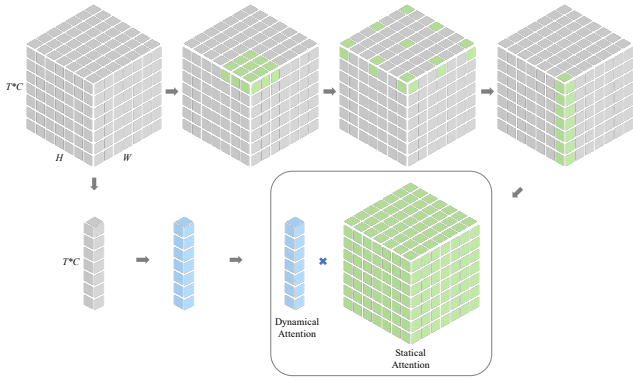 T*C
H
W
T*C
Dynamical
Attention
Statical
Attention